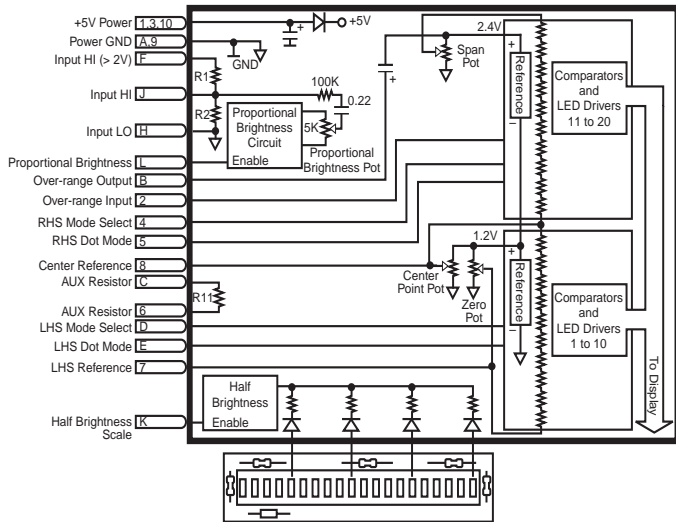 +5V Power 1,3,10
Power GND A,9
Input HI (> 2V) F
Input HI J
Input LO H
Proportional Brightness L
Over-range Output B
Over-range Input 2
RHS Mode Select 4
RHS Dot Mode 5
Center Reference 8
AUX Resistor C
AUX Resistor 6
LHS Mode Select D
LHS Dot Mode E
LHS Reference 7
Half Brightness K
Scale
+
+5V
GND
R1
R2
100K
0.22
Proportional
Brightness
Circuit
Enable
5K
Proportional
Brightness Pot
+
2.4V
Span
Pot
+
Reference
–
Comparators
and
LED Drivers
11 to 20
1.2V
Center
Point Pot
Zero
Pot
+
Reference
–
Comparators
and
LED Drivers
1 to 10
To Display
R11
Half
Brightness
Enable